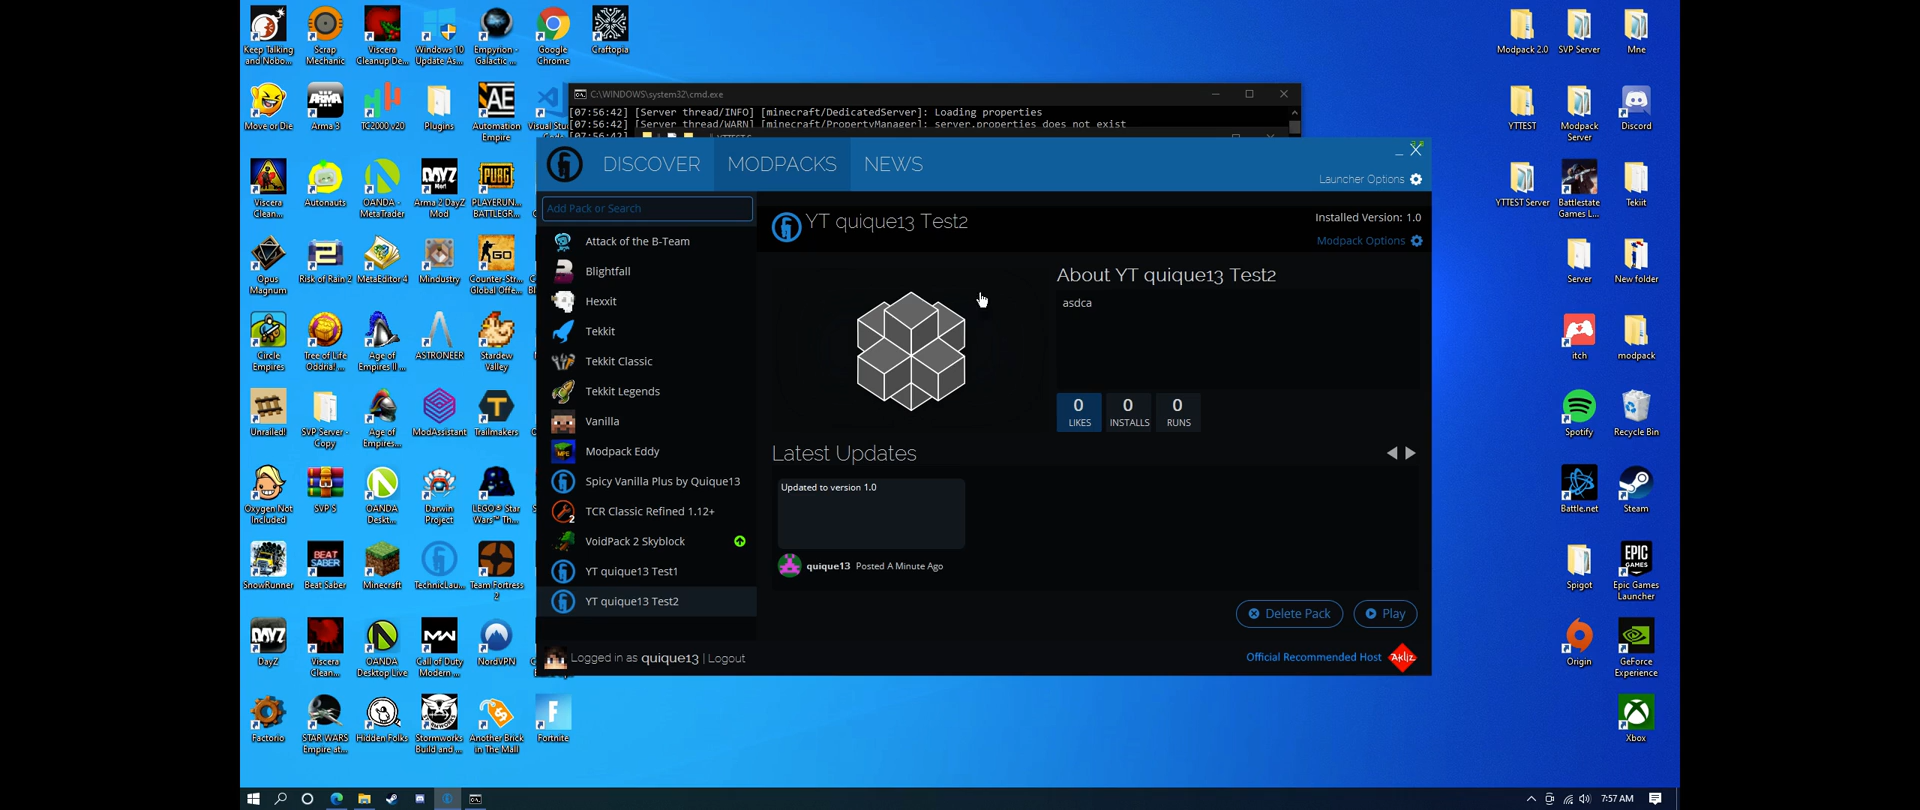 Keep Talking and Nobo...
Scrap Mechanic
Viscera Cleanup De...
Windows 10 Update As...
Empyrion - Galactic ...
Google Chrome
Craftopia
Modpack 2.0
SVP Server
Mne
C:\WINDOWS\system32\cmd.exe
[07:56:42] [Server thread/INFO] [minecraft/DedicatedServer]: Loading properties
[07:56:42] [Server thread/WARN] [minecraft/PropertyManager]: server.properties does not exist
[07:56:42]
Move or Die
Arma 3
TG2000 v20
Plugins
Automation Empire
YTTEST
Modpack Server
Discord
DISCOVER
MODPACKS
NEWS
Launcher Options
Viscera Clean...
Autonauts
OANDA - MetaTrader
Arma 2 DayZ Mod
PLAYERUN... BATTLEGR...
YTTEST Server
Battlestate Games L...
Tekiit
Add Pack or Search
Attack of the B-Team
Blightfall
Hexxit
Tekkit
Tekkit Classic
Tekkit Legends
Vanilla
Modpack Eddy
Spicy Vanilla Plus by Quique13
TCR Classic Refined 1.12+
VoidPack 2 Skyblock
YT quique13 Test1
YT quique13 Test2
YT quique13 Test2
Installed Version: 1.0
Modpack Options
About YT quique13 Test2
asdca
0 LIKES
0 INSTALLS
0 RUNS
Latest Updates
Updated to version 1.0
quique13 Posted A Minute Ago
Delete Pack
Play
Logged in as quique13 | Logout
Official Recommended Host
Akliz
Opus Magnum
Risk of Rain 2
MetaEditor 4
Mindustry
Counter-Str... Global Offe...
Server
New folder
Circle Empires
Tree of Life Oddria! ...
Age of Empires II ...
ASTRONEER
Stardew Valley
itch
modpack
Unrailed!
SVP Server - Copy
Age of Empires...
ModAssistant
Trailmakers
Spotify
Recycle Bin
Oxygen Not Included
SVP S
OANDA Deskt...
Darwin Project
LEGO® Star Wars™ Th...
Battle.net
Steam
SnowRunner
Beat Saber
Minecraft
TechnicLau...
Team Fortress 2
Spigot
Epic Games Launcher
DayZ
Viscera Clean...
OANDA Desktop Live
Call of Duty Modern ...
NordVPN
Origin
GeForce Experience
Factorio
STAR WARS Empire at...
Hidden Folks
Stormworks Build and ...
Another Brick in The Mall
Fortnite
Xbox
7:57 AM